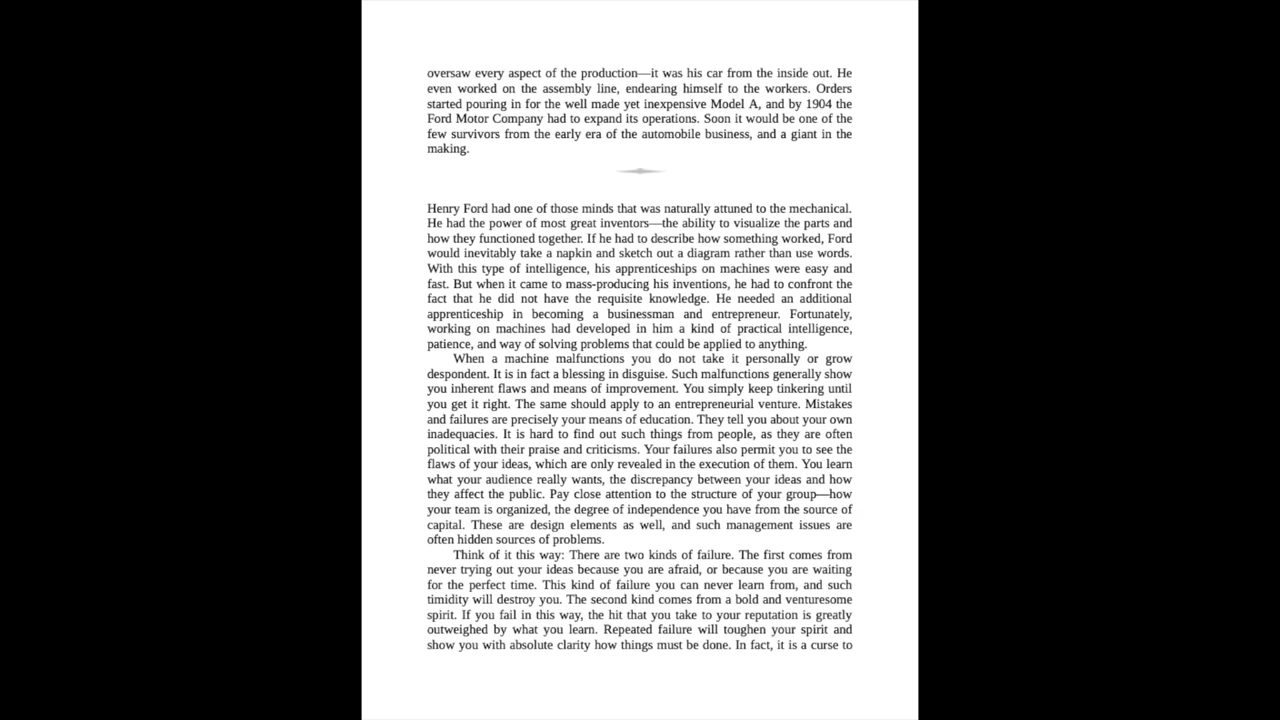 oversaw every aspect of the production—it was his car from the inside out. He
even worked on the assembly line, endearing himself to the workers. Orders
started pouring in for the well made yet inexpensive Model A, and by 1904 the
Ford Motor Company had to expand its operations. Soon it would be one of the
few survivors from the early era of the automobile business, and a giant in the
making.
Henry Ford had one of those minds that was naturally attuned to the mechanical.
He had the power of most great inventors—the ability to visualize the parts and
how they functioned together. If he had to describe how something worked, Ford
would inevitably take a napkin and sketch out a diagram rather than use words.
With this type of intelligence, his apprenticeships on machines were easy and
fast. But when it came to mass-producing his inventions, he had to confront the
fact that he did not have the requisite knowledge. He needed an additional
apprenticeship in becoming a businessman and entrepreneur. Fortunately,
working on machines had developed in him a kind of practical intelligence,
patience, and way of solving problems that could be applied to anything.
When a machine malfunctions you do not take it personally or grow
despondent. It is in fact a blessing in disguise. Such malfunctions generally show
you inherent flaws and means of improvement. You simply keep tinkering until
you get it right. The same should apply to an entrepreneurial venture. Mistakes
and failures are precisely your means of education. They tell you about your own
inadequacies. It is hard to find out such things from people, as they are often
political with their praise and criticisms. Your failures also permit you to see the
flaws of your ideas, which are only revealed in the execution of them. You learn
what your audience really wants, the discrepancy between your ideas and how
they affect the public. Pay close attention to the structure of your group—how
your team is organized, the degree of independence you have from the source of
capital. These are design elements as well, and such management issues are
often hidden sources of problems.
Think of it this way: There are two kinds of failure. The first comes from
never trying out your ideas because you are afraid, or because you are waiting
for the perfect time. This kind of failure you can never learn from, and such
timidity will destroy you. The second kind comes from a bold and venturesome
spirit. If you fail in this way, the hit that you take to your reputation is greatly
outweighed by what you learn. Repeated failure will toughen your spirit and
show you with absolute clarity how things must be done. In fact, it is a curse to